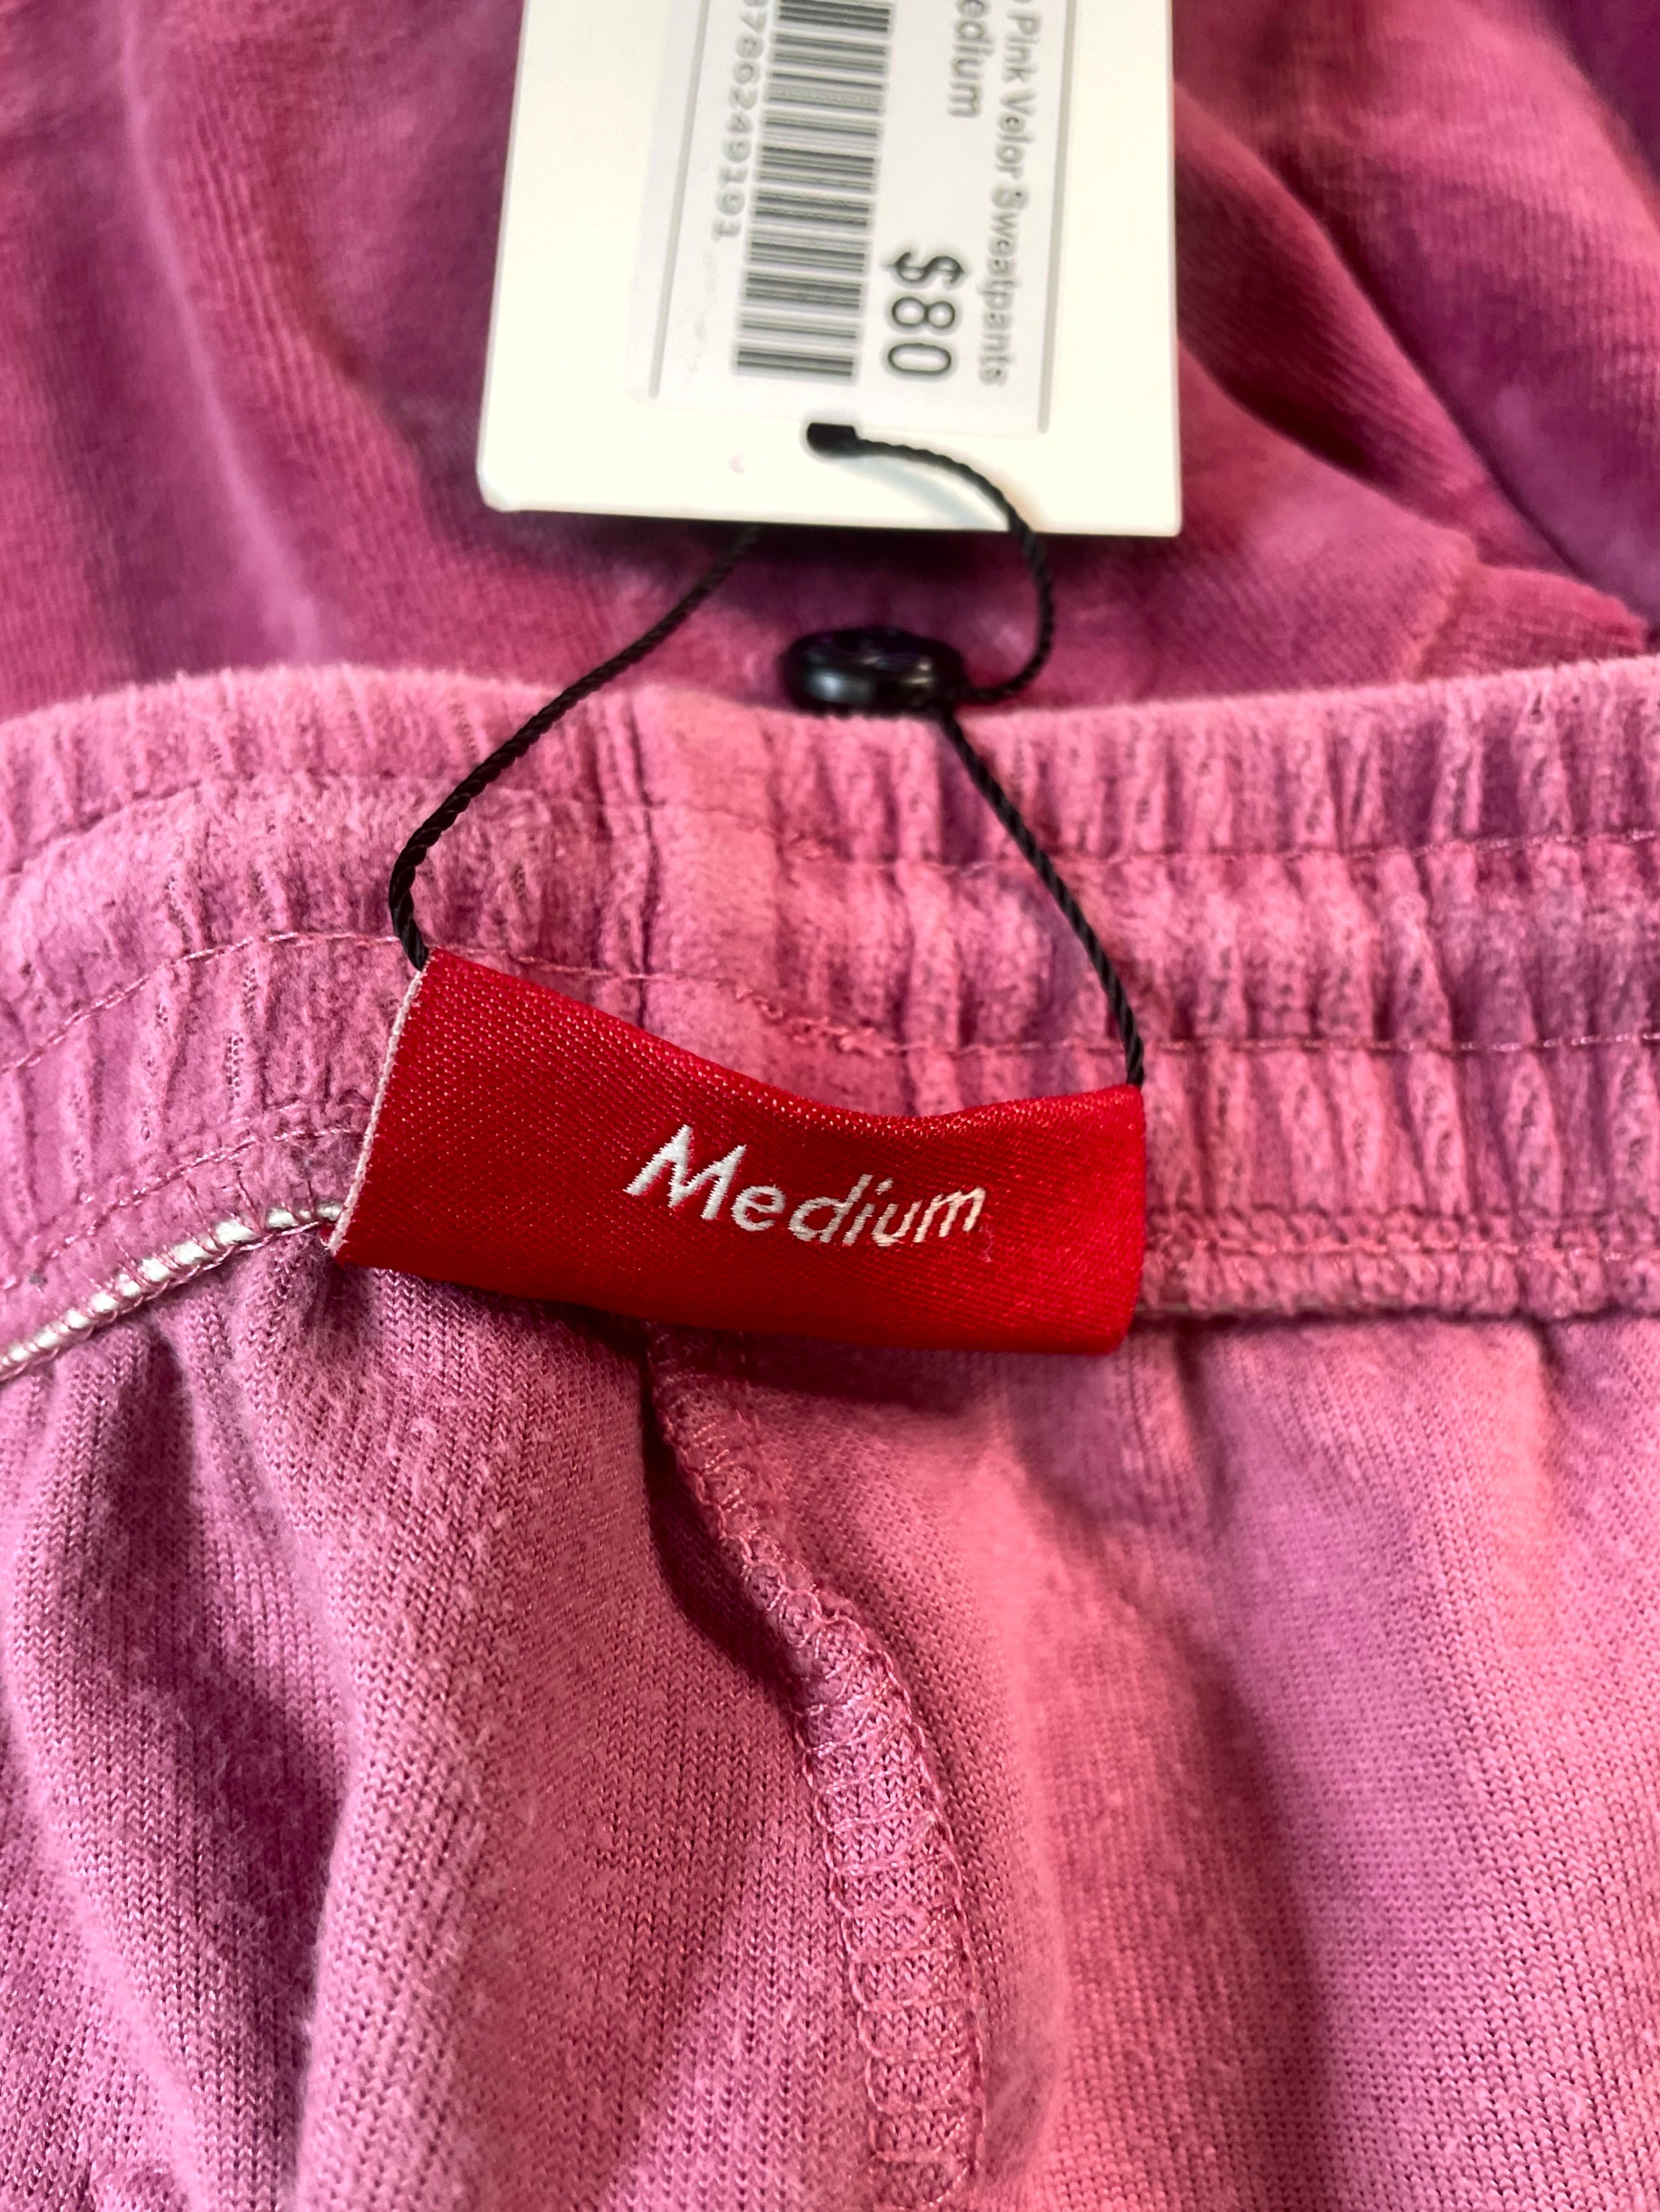 Pink Velor Sweatpants
edium
$80
Medium